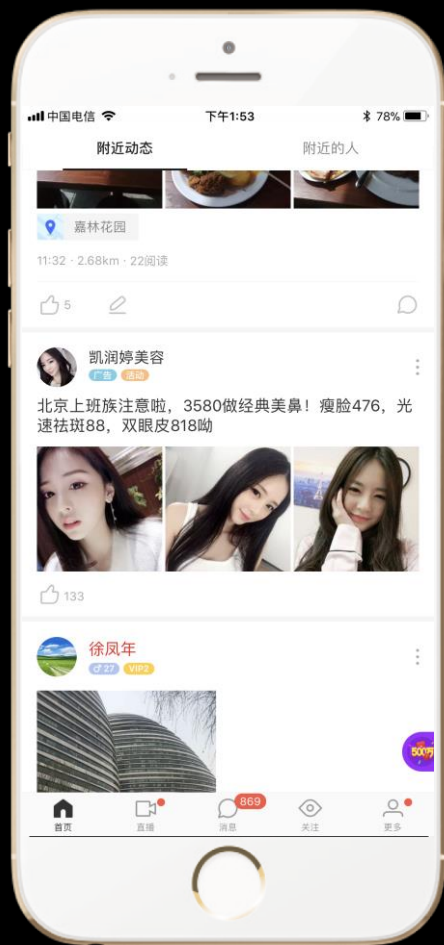 中国电信
下午1:53
78%
附近动态
附近的人
嘉林花园
11:32 · 2.68km · 22阅读
5
凯润婷美容
广告
活动
北京上班族注意啦，3580做经典美鼻！瘦脸476，光
速祛斑88，双眼皮818呦
133
徐凤年
♂ 27
VIP2
500万
首页
直播
869
消息
关注
更多